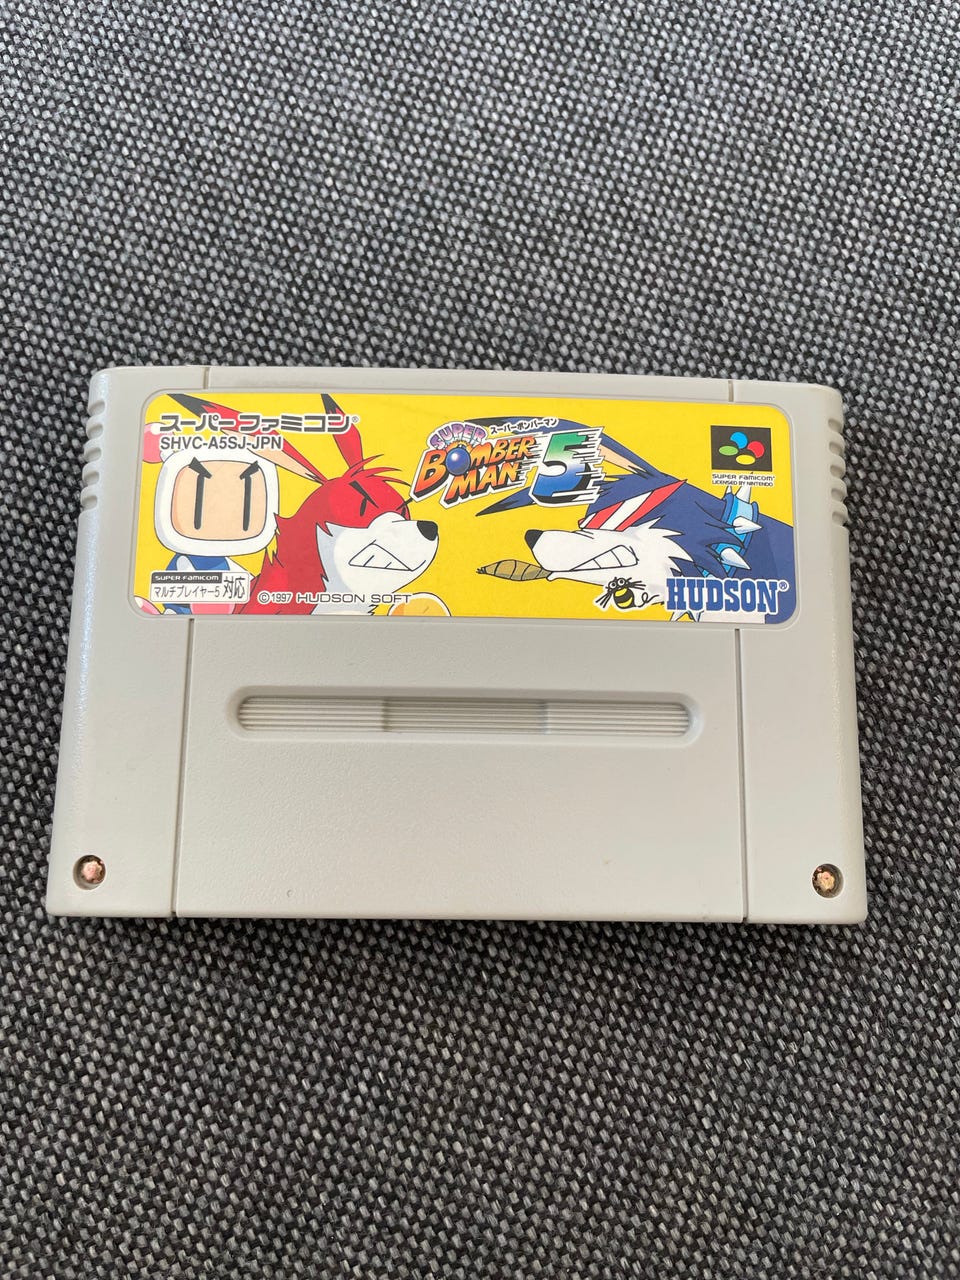 スーパーファミコン®
SHVC-A5SJ-JPN
スーパーボンバーマン
SUPER
BOMBER
MAN 5
SUPER FAMICOM
LICENSED BY NINTENDO
SUPER FAMICOM
マルチプレイヤー5 対応
©1997 HUDSON SOFT
HUDSON®